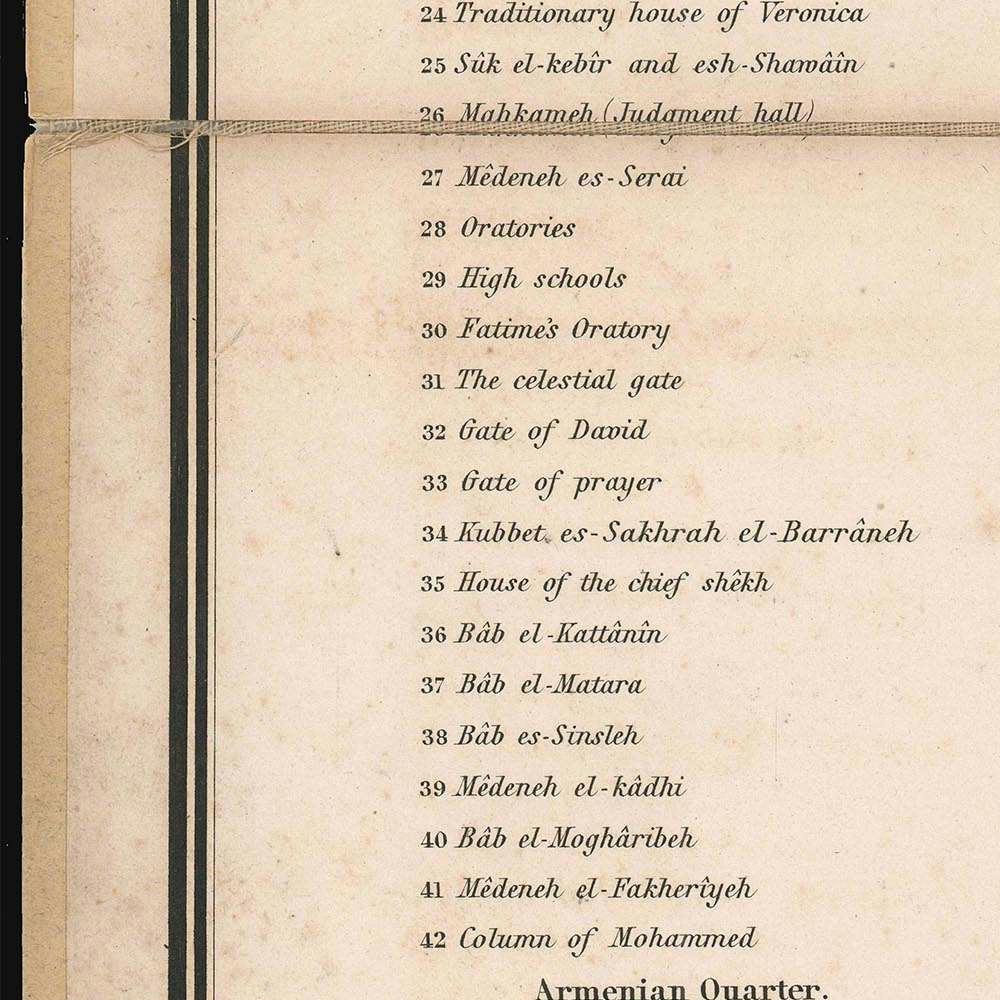 24 Traditionary house of Veronica
25 Sûk el-kebîr and esh-Shawâîn
26 Mahkameh (Judgment hall)
27 Mêdeneh es-Serai
28 Oratories
29 High schools
30 Fatime's Oratory
31 The celestial gate
32 Gate of David
33 Gate of prayer
34 Kubbet es-Sakhrah el-Barrâneh
35 House of the chief shêkh
36 Bâb el-Kattânîn
37 Bâb el-Matara
38 Bâb es-Sinsleh
39 Mêdeneh el-kâdhi
40 Bâb el-Moghâribeh
41 Mêdeneh el-Fakherîyeh
42 Column of Mohammed
Armenian Quarter.